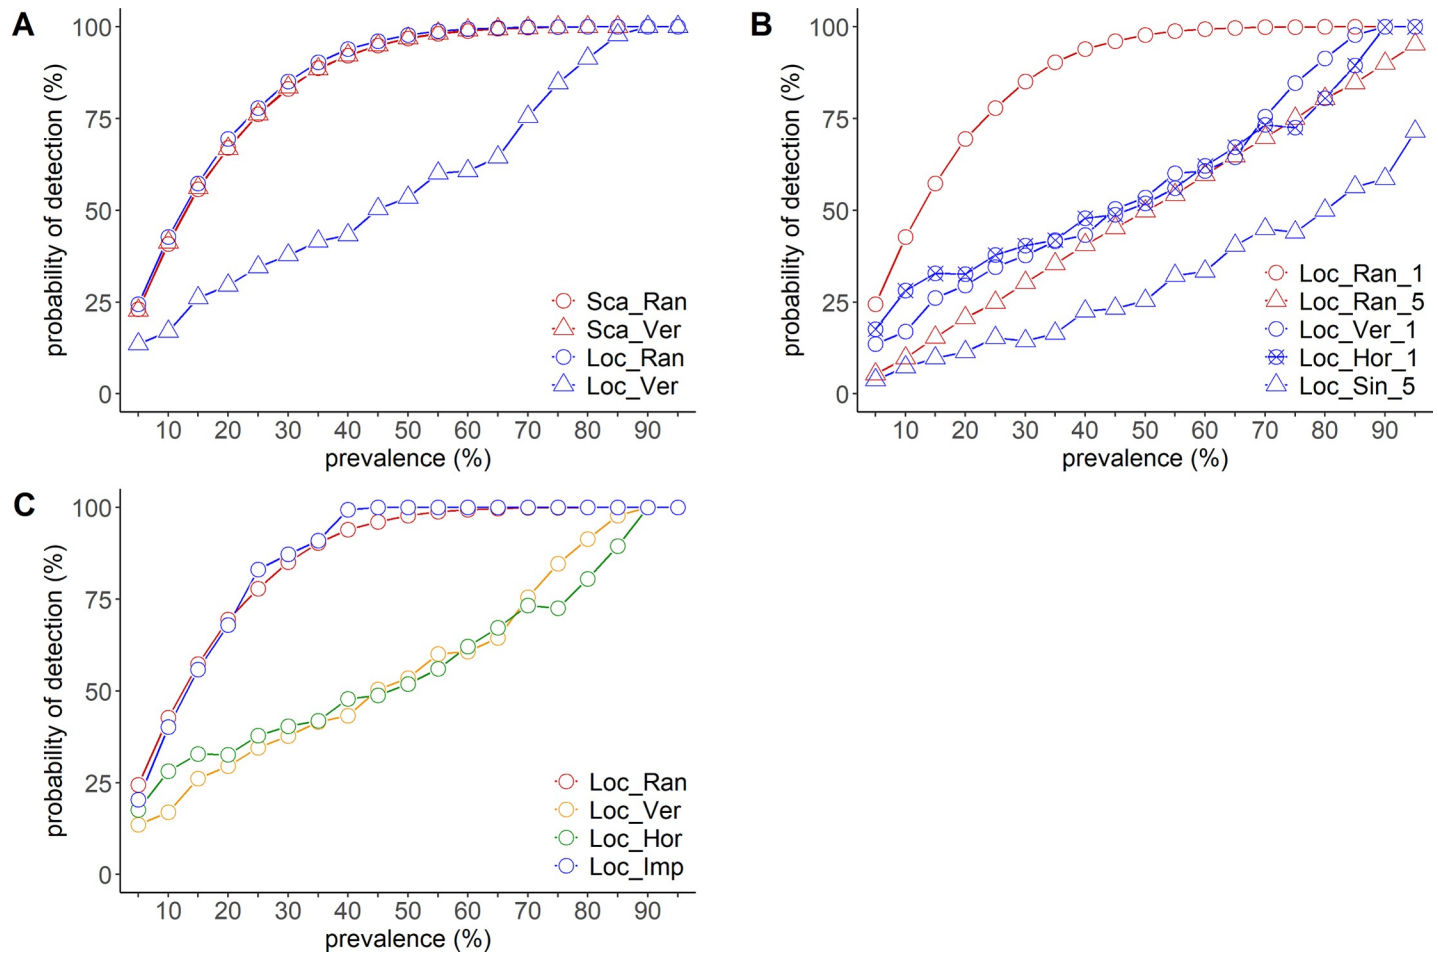 A
probability of detection (%)
100
75
50
25
0
Sca_Ran
Sca_Ver
Loc_Ran
Loc_Ver
10 20 30 40 50 60 70 80 90
prevalence (%)
B
probability of detection (%)
100
75
50
25
0
Loc_Ran_1
Loc_Ran_5
Loc_Ver_1
Loc_Hor_1
Loc_Sin_5
10 20 30 40 50 60 70 80 90
prevalence (%)
C
probability of detection (%)
100
75
50
25
0
Loc_Ran
Loc_Ver
Loc_Hor
Loc_Imp
10 20 30 40 50 60 70 80 90
prevalence (%)